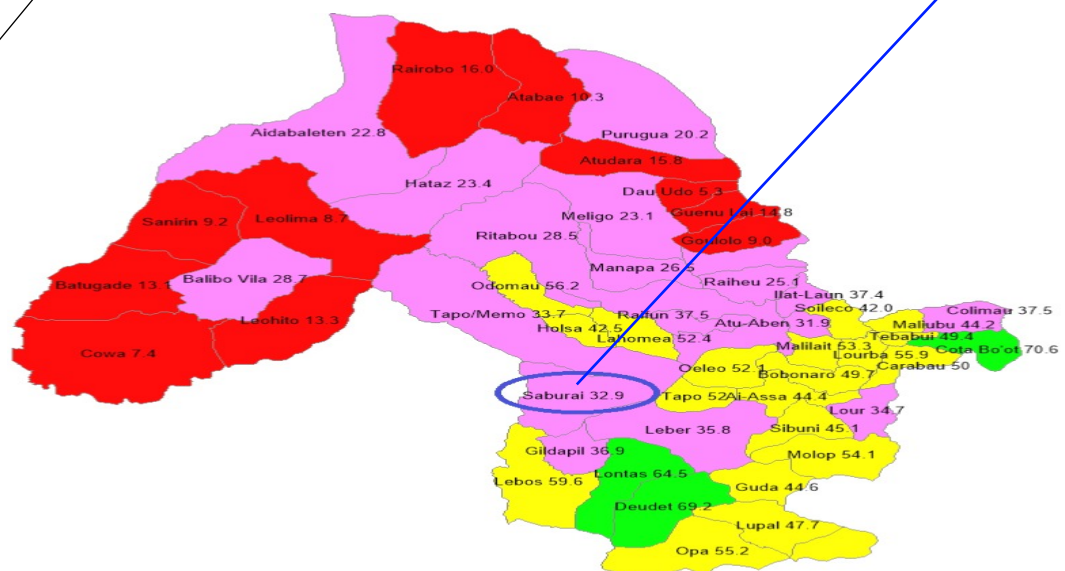 Rairobo 16.0
Atabae 10.3
Aidabaleten 22.8
Purugua 20.2
Atudara 15.8
Hataz 23.4
Dau Udo 5.3
Guenu Lai 14.8
Meligo 23.1
Sanirin 9.2
Leolima 8.7
Ritabou 28.5
Goulolo 9.0
Manapa 26.5
Balibo Vila 28.7
Batugade 13.1
Raiheu 25.1
Odomau 56.2
Ilat-Laun 37.4
Soileco 42.0
Colimau 37.5
Tapo/Memo 33.7
Raifun 37.5
Loohito 13.3
Atu-Aben 31.9
Maliubu 44.2
Holsa 42.5
Lahomea 52.4
Tebabui 49.4
Malilait 53.3
Cota Bo'ot 70.6
Cowa 7.4
Lourba 55.9
Carabau 50
Oeleo 52.1
Bobonaro 49.7
Saburai 32.9
Tapo 52
Ai-Assa 44.4
Lour 34.7
Leber 35.8
Sibuni 45.1
Gildapil 36.9
Molop 54.1
Lontas 64.5
Lebos 59.6
Guda 44.6
Deudet 69.2
Lupal 47.7
Opa 55.2